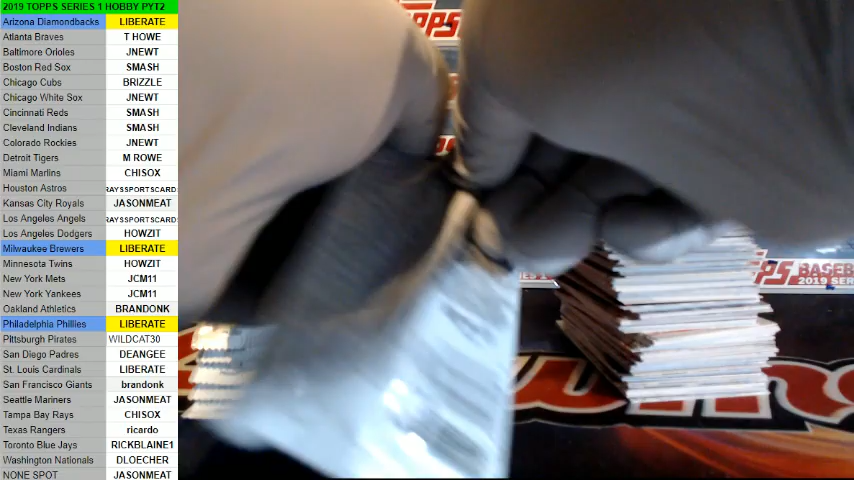 2019 TOPPS SERIES 1 HOBBY PYT2
Arizona Diamondbacks LIBERATE
Atlanta Braves T HOWE
Baltimore Orioles JNEWT
Boston Red Sox SMASH
Chicago Cubs BRIZZLE
Chicago White Sox JNEWT
Cincinnati Reds SMASH
Cleveland Indians SMASH
Colorado Rockies JNEWT
Detroit Tigers M ROWE
Miami Marlins CHISOX
Houston Astros RAYSSPORTSCARD
Kansas City Royals JASONMEAT
Los Angeles Angels RAYSSPORTSCARD
Los Angeles Dodgers HOWZIT
Milwaukee Brewers LIBERATE
Minnesota Twins HOWZIT
New York Mets JCM11
New York Yankees JCM11
Oakland Athletics BRANDONK
Philadelphia Phillies LIBERATE
Pittsburgh Pirates WILDCAT30
San Diego Padres DEANGEE
St. Louis Cardinals LIBERATE
San Francisco Giants brandonk
Seattle Mariners JASONMEAT
Tampa Bay Rays CHISOX
Texas Rangers ricardo
Toronto Blue Jays RICKBLAINE1
Washington Nationals DLOECHER
NONE SPOT JASONMEAT
PPS BASEB
2019 SER